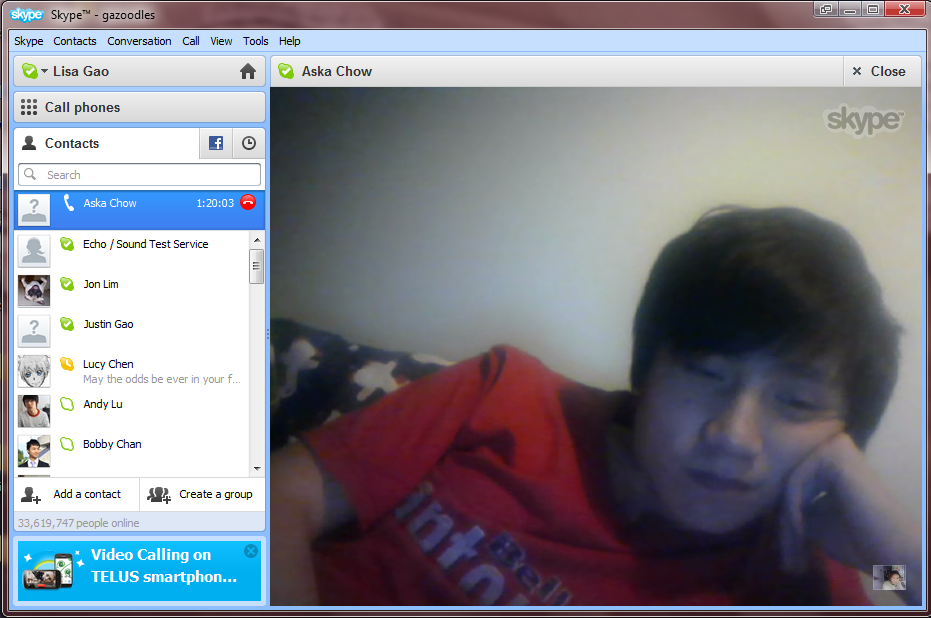 skype Skype™ - gazoodles
Skype Contacts Conversation Call View Tools Help
Lisa Gao
Call phones
Contacts
Search
Aska Chow 1:20:03
Echo / Sound Test Service
Jon Lim
Justin Gao
Lucy Chen
May the odds be ever in your f...
Andy Lu
Bobby Chan
Add a contact Create a group
33,619,747 people online
Video Calling on
TELUS smartphon...
Aska Chow Close
skype™